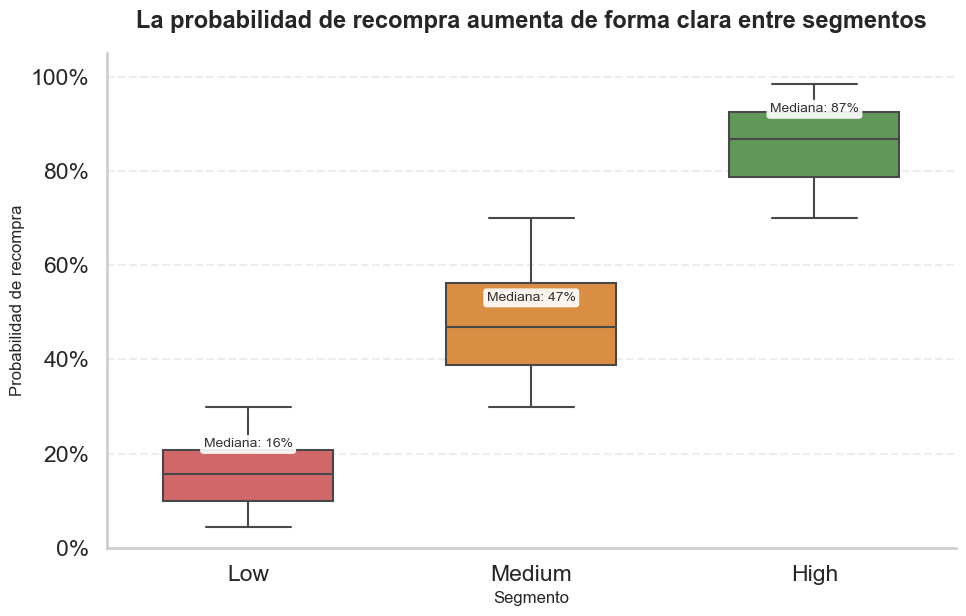 La probabilidad de recompra aumenta de forma clara entre segmentos
Probabilidad de recompra
100%
80%
60%
40%
20%
0%
Mediana: 16%
Mediana: 47%
Mediana: 87%
Low
Medium
High
Segmento